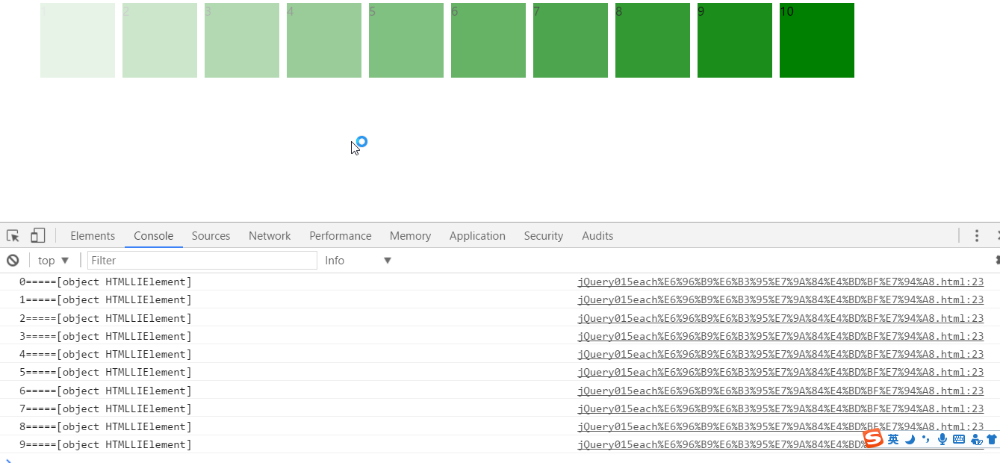 1 2 3 4 5 6 7 8 9 10
Elements Console Sources Network Performance Memory Application Security Audits
top ▼ Filter Info ▼
0=====[object HTMLLIElement] jQuery015each%E6%96%B9%E6%B3%95%E7%9A%84%E4%BD%BF%E7%94%A8.html:23
1=====[object HTMLLIElement] jQuery015each%E6%96%B9%E6%B3%95%E7%9A%84%E4%BD%BF%E7%94%A8.html:23
2=====[object HTMLLIElement] jQuery015each%E6%96%B9%E6%B3%95%E7%9A%84%E4%BD%BF%E7%94%A8.html:23
3=====[object HTMLLIElement] jQuery015each%E6%96%B9%E6%B3%95%E7%9A%84%E4%BD%BF%E7%94%A8.html:23
4=====[object HTMLLIElement] jQuery015each%E6%96%B9%E6%B3%95%E7%9A%84%E4%BD%BF%E7%94%A8.html:23
5=====[object HTMLLIElement] jQuery015each%E6%96%B9%E6%B3%95%E7%9A%84%E4%BD%BF%E7%94%A8.html:23
6=====[object HTMLLIElement] jQuery015each%E6%96%B9%E6%B3%95%E7%9A%84%E4%BD%BF%E7%94%A8.html:23
7=====[object HTMLLIElement] jQuery015each%E6%96%B9%E6%B3%95%E7%9A%84%E4%BD%BF%E7%94%A8.html:23
8=====[object HTMLLIElement] jQuery015each%E6%96%B9%E6%B3%95%E7%9A%84%E4%BD%BF%E7%94%A8.html:23
9=====[object HTMLLIElement] jQuery015each%E6%96%B9%E6%B3%95%E7%9A%84%E4%BD%
英